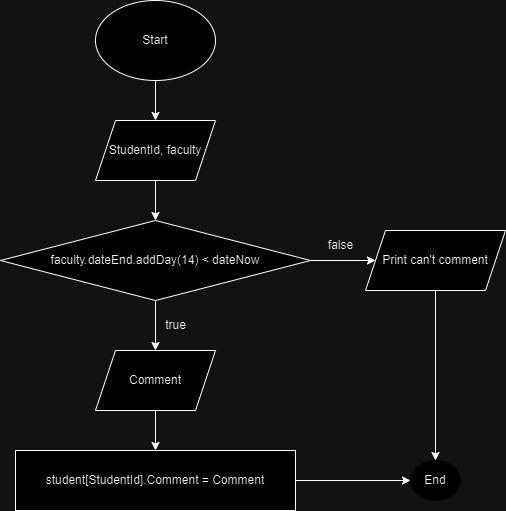 Start
StudentId, faculty
faculty.dateEnd.addDay(14) < dateNow
false
Print can't comment
true
Comment
student[StudentId].Comment = Comment
End